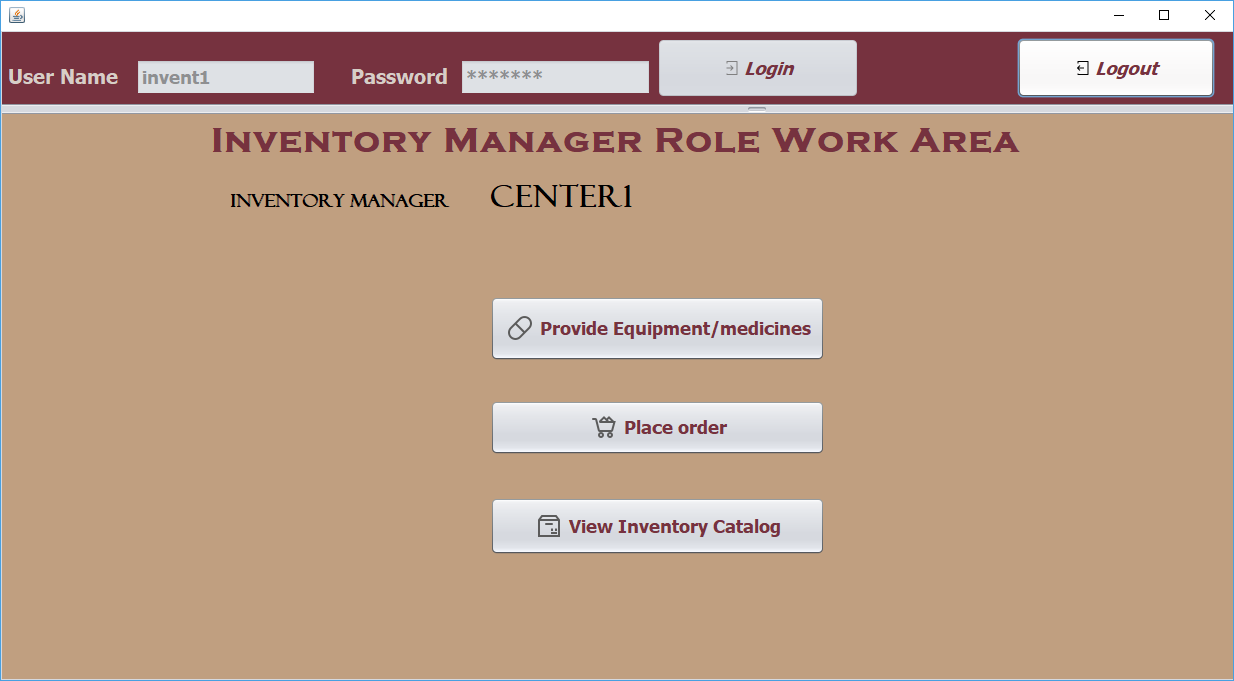 User Name invent1 Password ******* Login Logout
Inventory Manager Role Work Area
Inventory Manager CENTER1
Provide Equipment/medicines
Place order
View Inventory Catalog